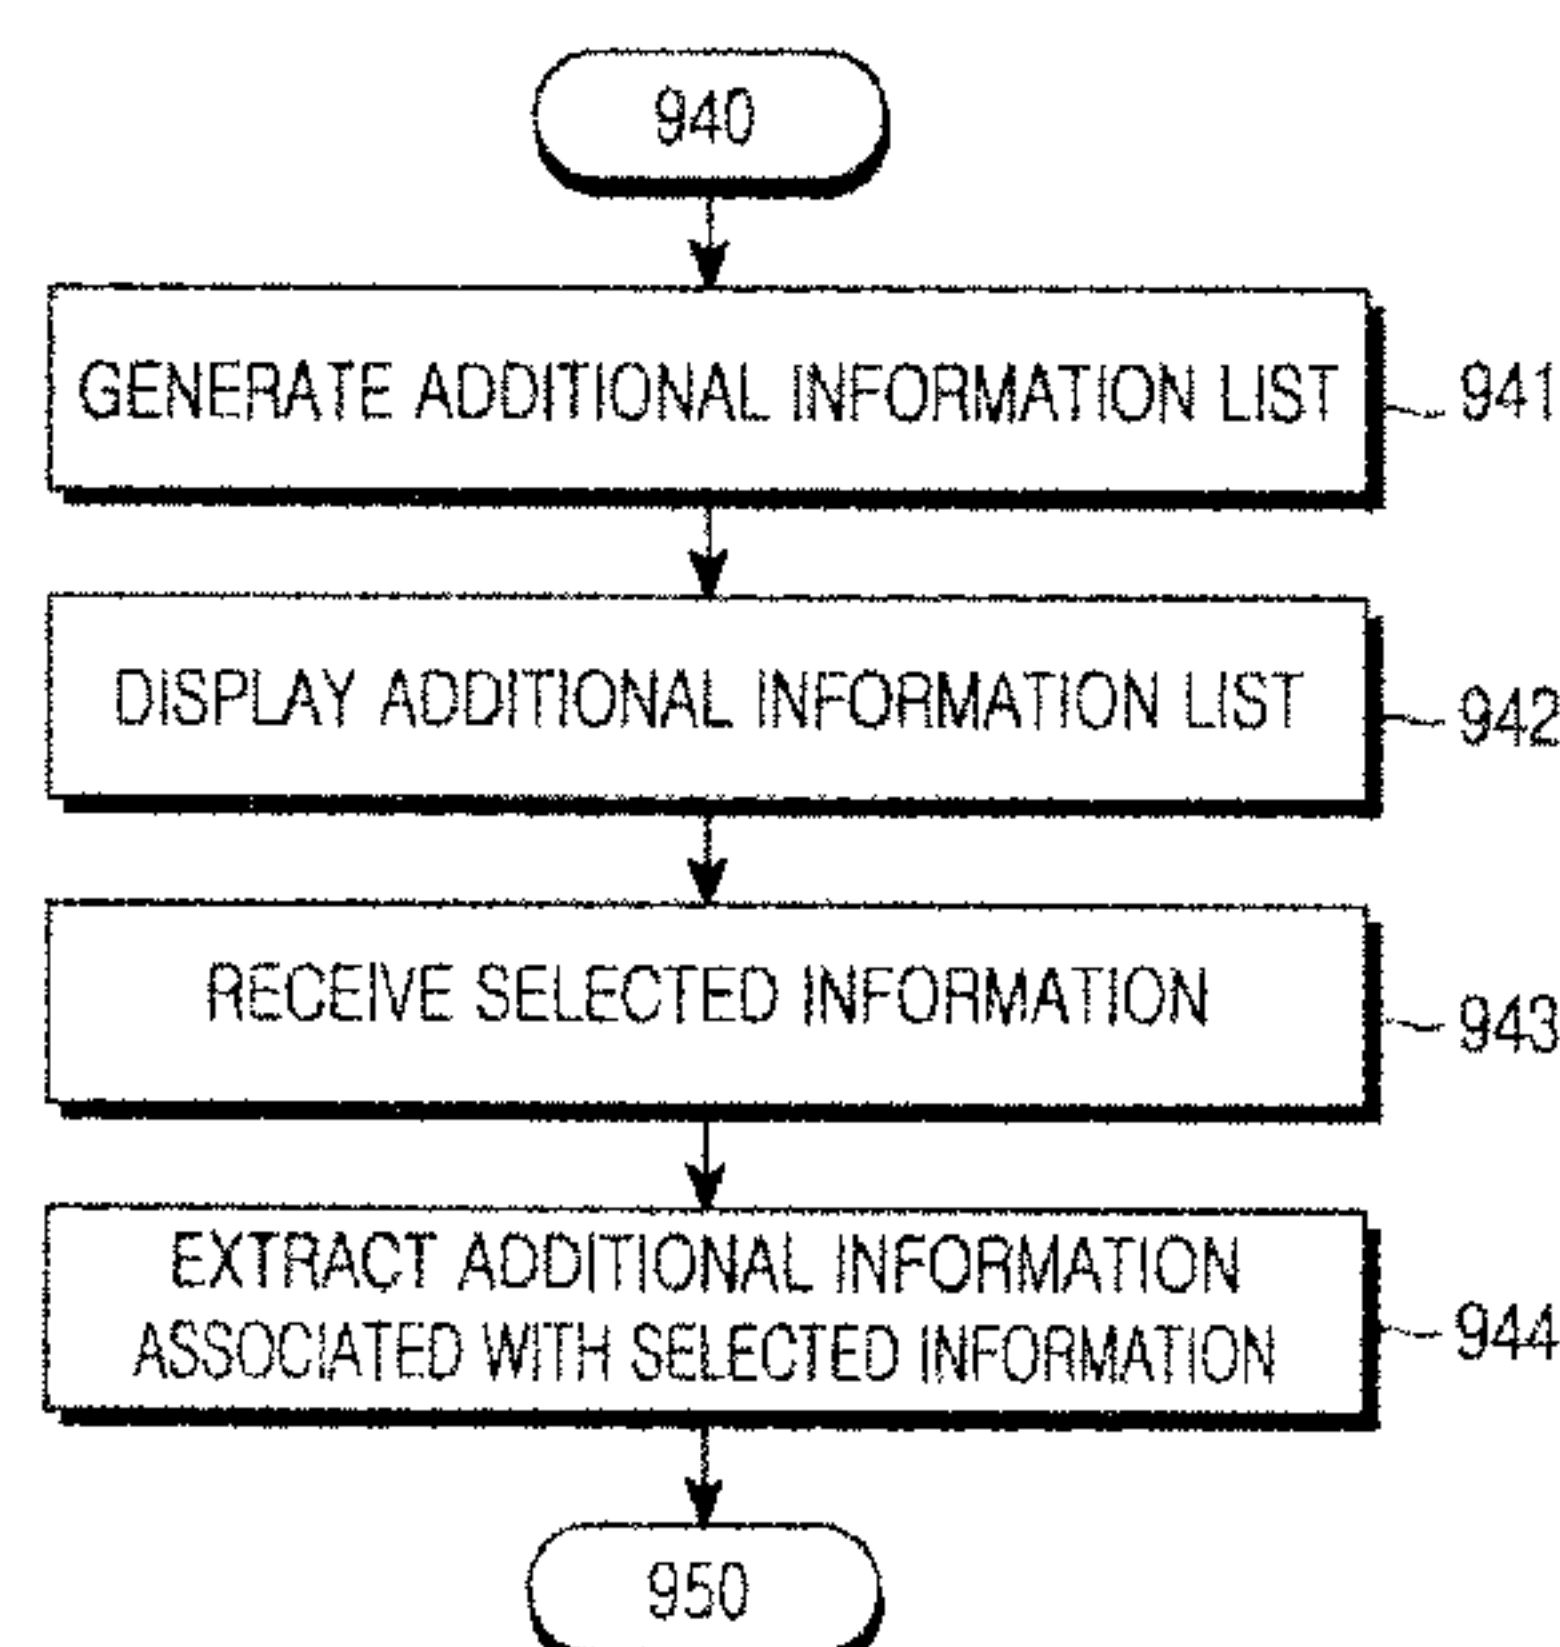 940
GENERATE ADDITIONAL INFORMATION LIST
941
DISPLAY ADDITIONAL INFORMATION LIST
942
RECEIVE SELECTED INFORMATION
943
EXTRACT ADDITIONAL INFORMATION
ASSOCIATED WITH SELECTED INFORMATION
944
950